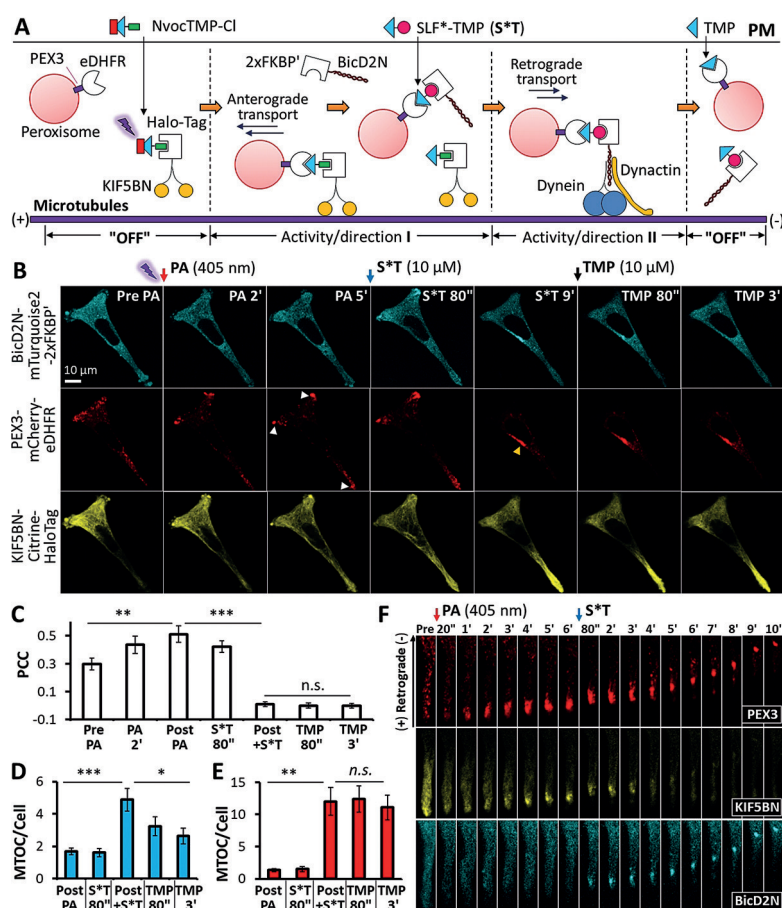 A
NvocTMP-Cl
SLF*-TMP (S*T)
TMP
PM
PEX3
eDHFR
2xFKBP'
BicD2N
Retrograde
transport
Peroxisome
Halo-Tag
Anterograde
transport
KIF5BN
Dynein
Dynactin
Microtubules
(+)
(-)
"OFF"
Activity/direction I
Activity/direction II
"OFF"
B
PA (405 nm)
S*T (10 µM)
TMP (10 µM)
Pre PA
PA 2'
PA 5'
S*T 80"
S*T 9'
TMP 80"
TMP 3'
BicD2N-
mTurquoise2
-2xFKBP'
10 µm
PEX3-
mCherry-
eDHFR
KIF5BN-
Citrine-
HaloTag
C
PCC
0.5
0.3
0.1
-0.1
**
***
n.s.
Pre
PA
PA
2'
Post
PA
S*T
80"
Post
+S*T
TMP
80"
TMP
3'
D
MTOC/Cell
6
4
2
0
***
*
Post
PA
S*T
80"
Post
+S*T
TMP
80"
TMP
3'
E
MTOC/Cell
15
10
5
0
**
n.s.
Post
PA
S*T
80"
Post
+S*T
TMP
80"
TMP
3'
F
PA (405 nm)
S*T
Pre 20" 1' 2' 3' 4' 5' 6' 80" 2' 3' 4' 5' 6' 7' 8' 9' 10'
(+) Retrograde (-)
PEX3
KIF5BN
BicD2N